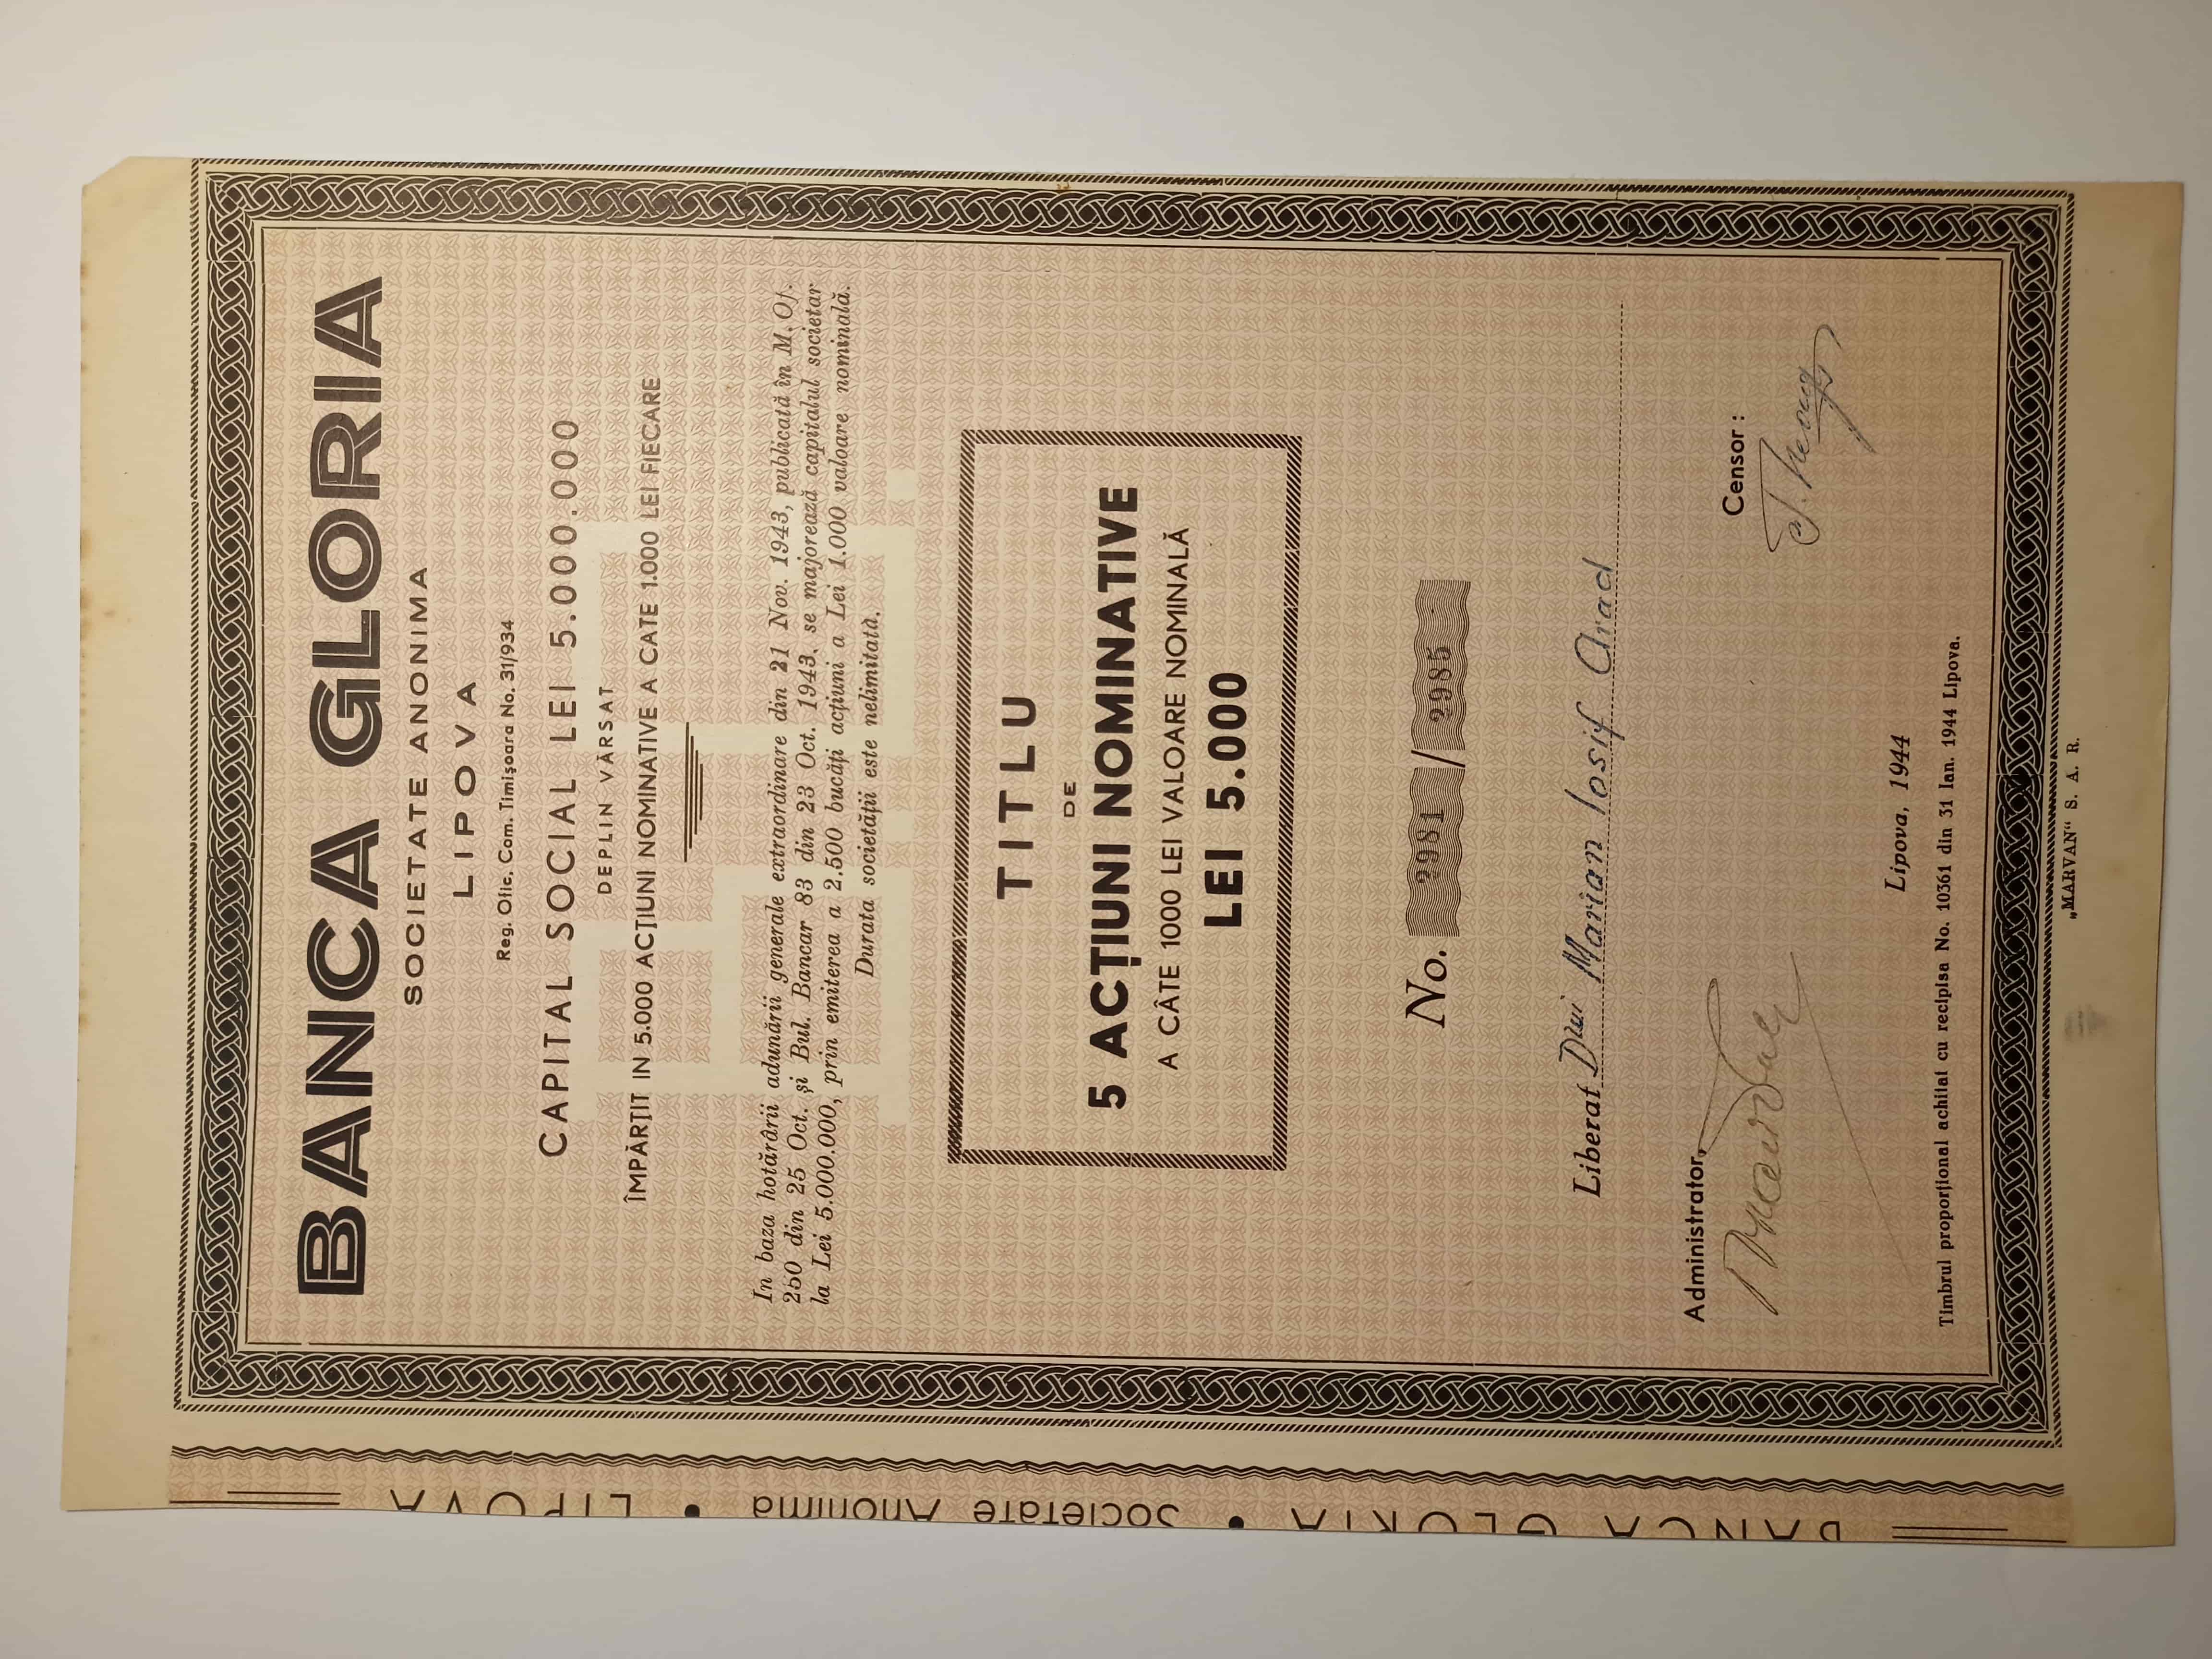 BANCA GLORIA
SOCIETATE ANONIMA
LIPOVA
Reg. Ofic. Com. Timişoara No. 31/934
CAPITAL SOCIAL LEI 5.000.000
DEPLIN VĂRSAT
ÎMPĂRŢIT IN 5.000 ACŢIUNI NOMINATIVE A CATE 1.000 LEI FIECARE
In baza hotărârii adunării generale extraordinare din 21 Nov. 1943, publicată în M. Of.
250 din 25 Oct. şi Bul. Bancar 83 din 23 Oct. 1943, se majorează capitalul societar
la Lei 5.000.000, prin emiterea a 2.500 bucăţi acţiuni a Lei 1.000 valoare nominală.
Durata societăţii este nelimitată.
TITLU
DE
5 ACŢIUNI NOMINATIVE
A CÂTE 1000 LEI VALOARE NOMINALĂ
LEI 5.000
No. 2981 / 2985
Liberat Dlui Marian Iosif Arad
Administrator, Censor:
Lipova, 1944
Timbrul proporţional achitat cu recipisa No. 10361 din 31 Ian. 1944 Lipova.
„MARVAN“ S. A. R.
BANCA GLORIA • Societate Anonima • LIPOVA